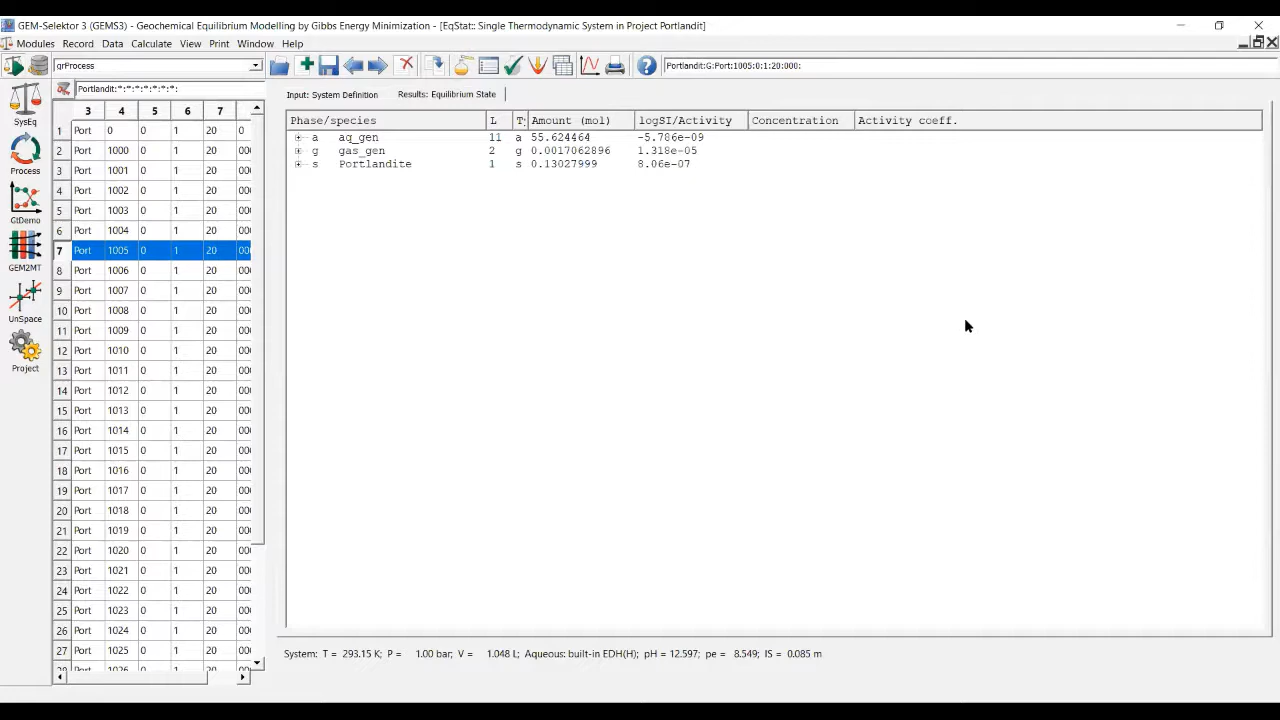 GEM-Selektor 3 (GEMS3) - Geochemical Equilibrium Modelling by Gibbs Energy Minimization - [EqStat:: Single Thermodynamic System in Project Portlandit]
Modules Record Data Calculate View Print Window Help
qrProcess
Portlandit:G:Port:1005:0:1:20:000:
Portlandit:*:*:*:*:*:*:*:
Input: System Definition Results: Equilibrium State
SysEq
Process
GtDemo
GEM2MT
UnSpace
Project
3 4 5 6 7
1 Port 0 0 1 20 0
2 Port 1000 0 1 20 00
3 Port 1001 0 1 20 00
4 Port 1002 0 1 20 00
5 Port 1003 0 1 20 00
6 Port 1004 0 1 20 00
7 Port 1005 0 1 20 00
8 Port 1006 0 1 20 00
9 Port 1007 0 1 20 00
10 Port 1008 0 1 20 00
11 Port 1009 0 1 20 00
12 Port 1010 0 1 20 00
13 Port 1011 0 1 20 00
14 Port 1012 0 1 20 00
15 Port 1013 0 1 20 00
16 Port 1014 0 1 20 00
17 Port 1015 0 1 20 00
18 Port 1016 0 1 20 00
19 Port 1017 0 1 20 00
20 Port 1018 0 1 20 00
21 Port 1019 0 1 20 00
22 Port 1020 0 1 20 00
23 Port 1021 0 1 20 00
24 Port 1022 0 1 20 00
25 Port 1023 0 1 20 00
26 Port 1024 0 1 20 00
27 Port 1025 0 1 20 00
Phase/species L T: Amount (mol) logSI/Activity Concentration Activity coeff.
a aq_gen 11 a 55.624464 -5.786e-09
g gas_gen 2 g 0.0017062896 1.318e-05
s Portlandite 1 s 0.13027999 8.06e-07
System: T = 293.15 K; P = 1.00 bar; V = 1.048 L; Aqueous: built-in EDH(H); pH = 12.597; pe = 8.549; IS = 0.085 m